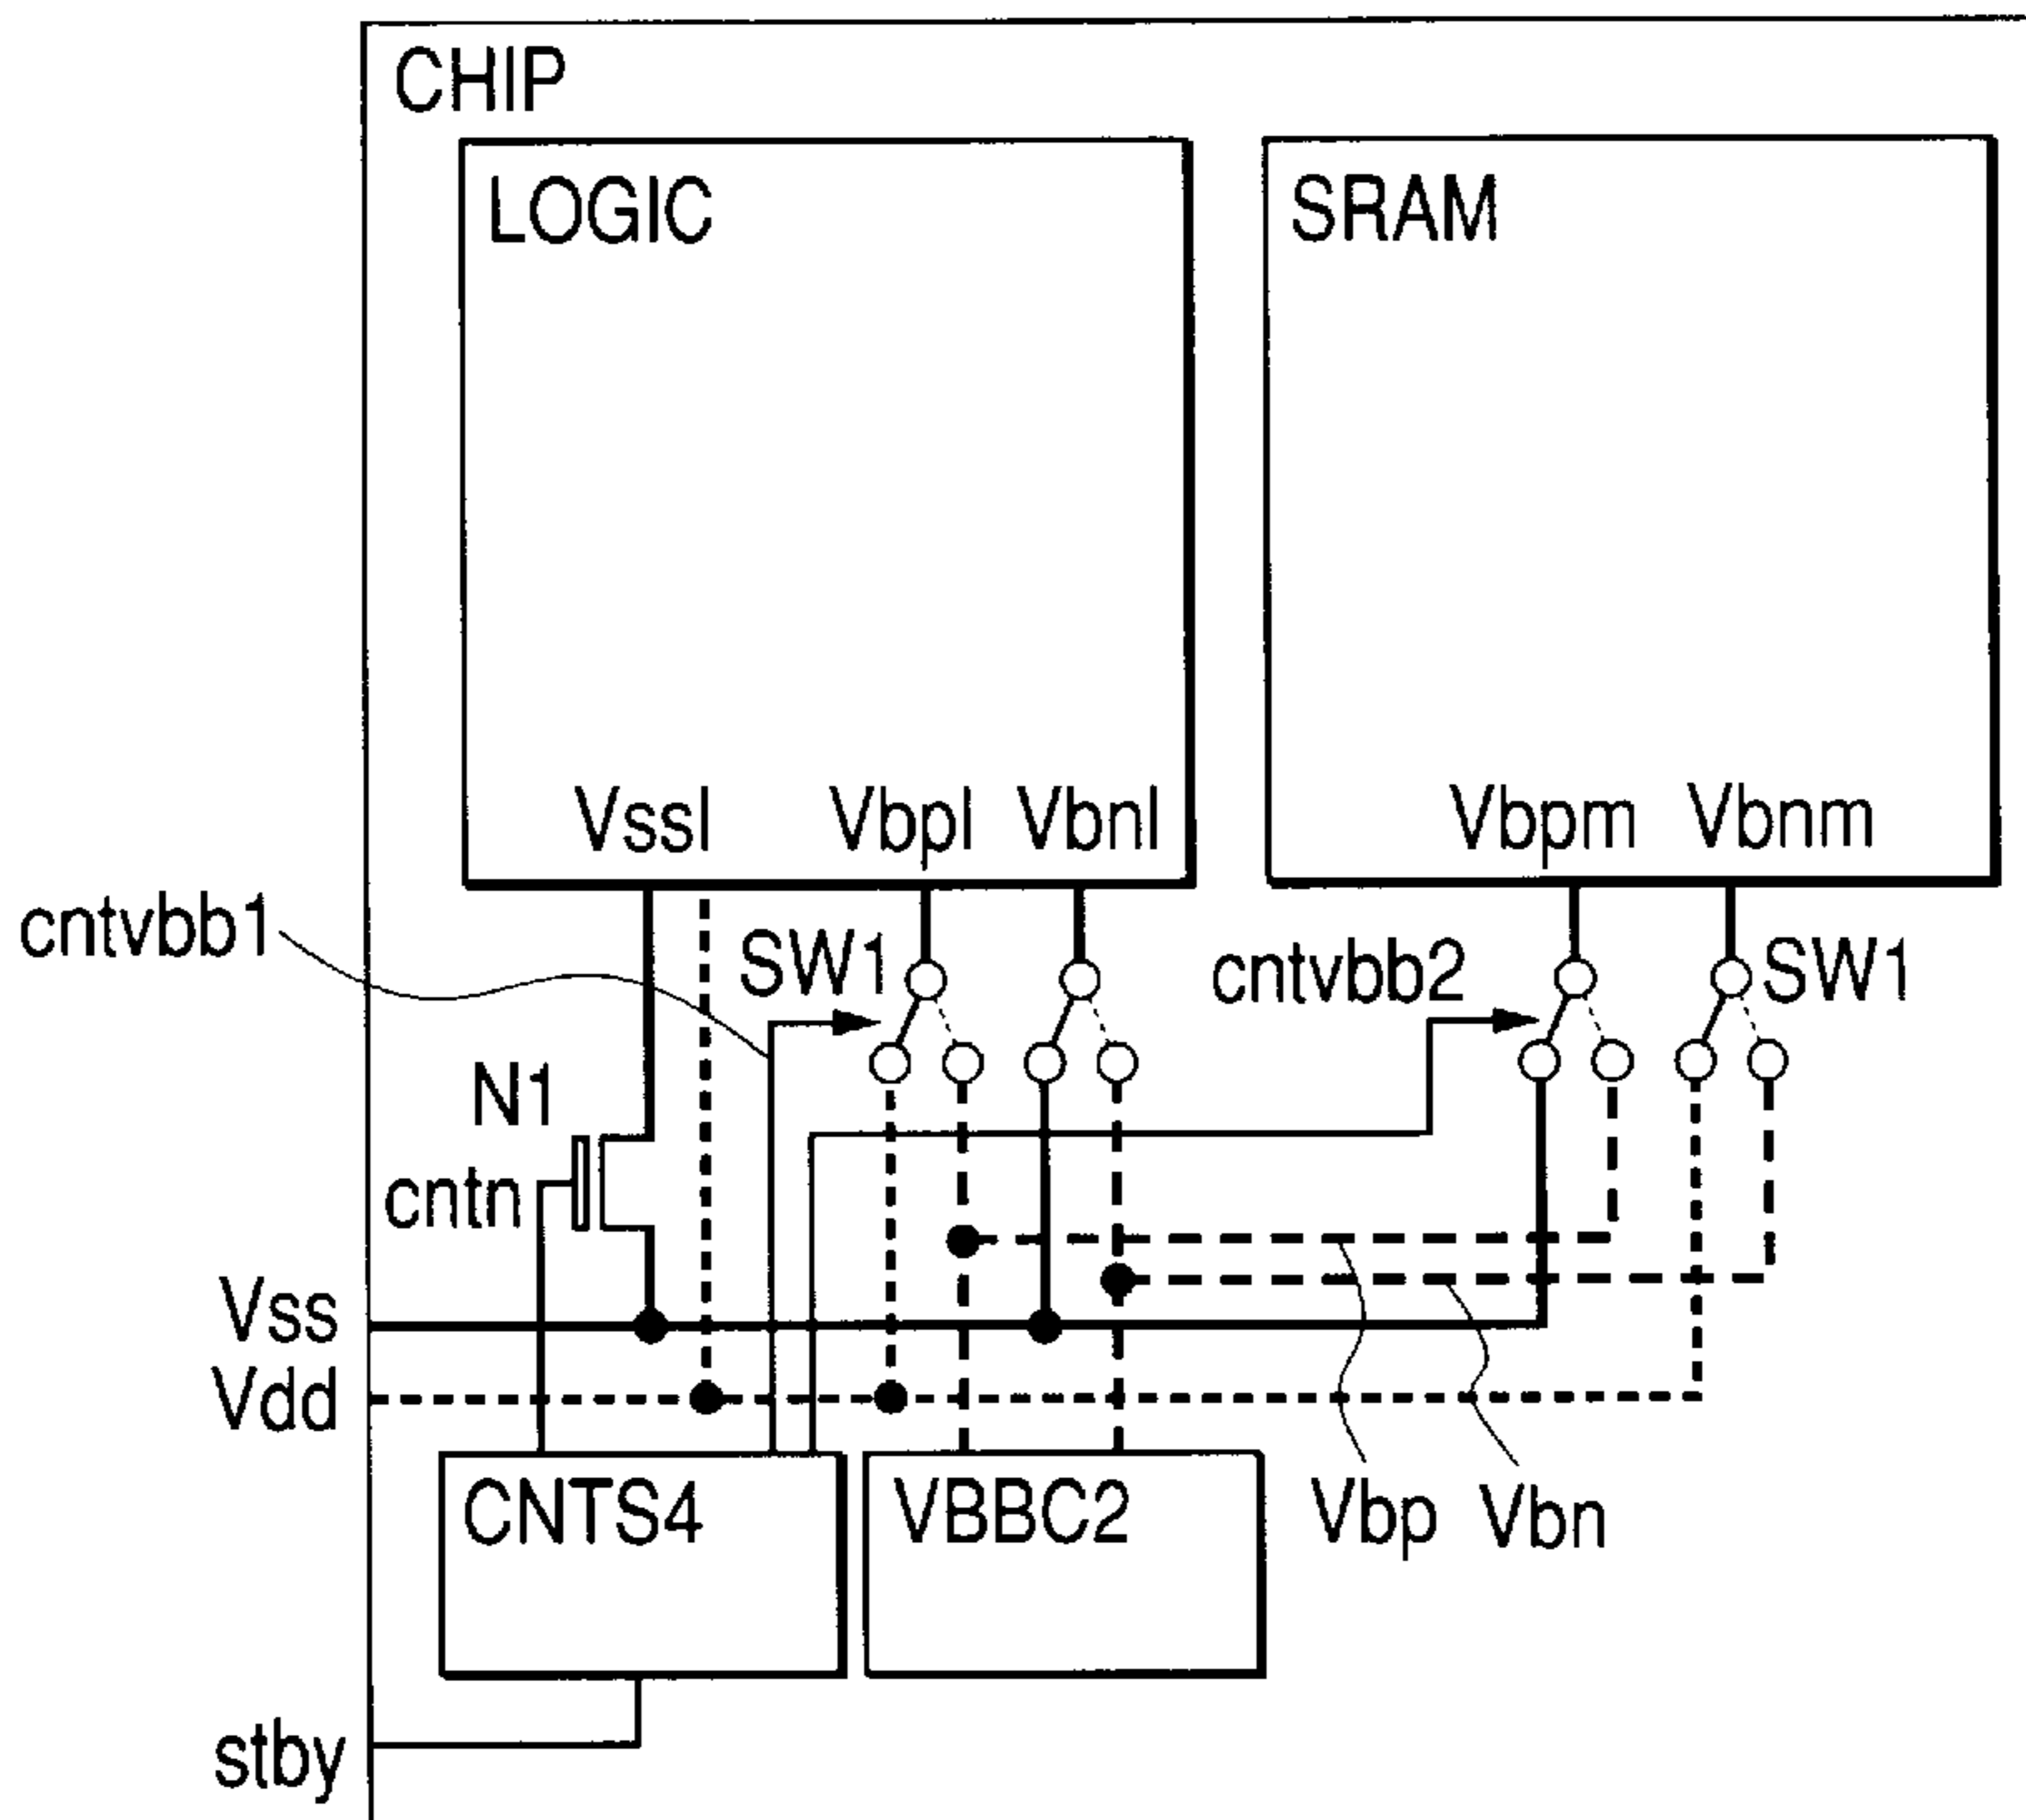 CHIP
LOGIC
SRAM
Vssl
Vbpl
Vbnl
Vbpm
Vbnm
cntvbb1
SW1
cntvbb2
SW1
N1
cntn
Vss
Vdd
CNTS4
VBBC2
Vbp
Vbn
stby